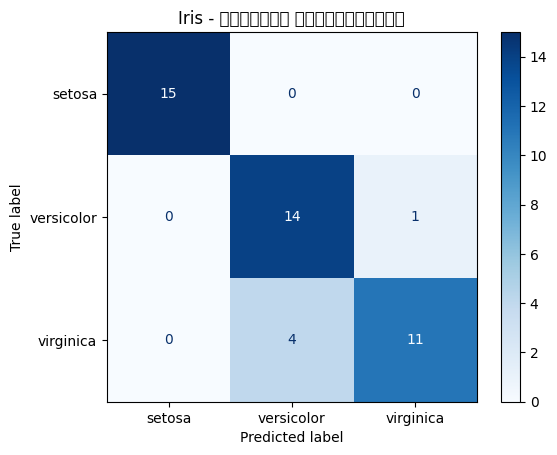 Iris -
setosa
versicolor
virginica
True label
15 0 0
0 14 1
0 4 11
setosa versicolor virginica
Predicted label
14
12
10
8
6
4
2
0